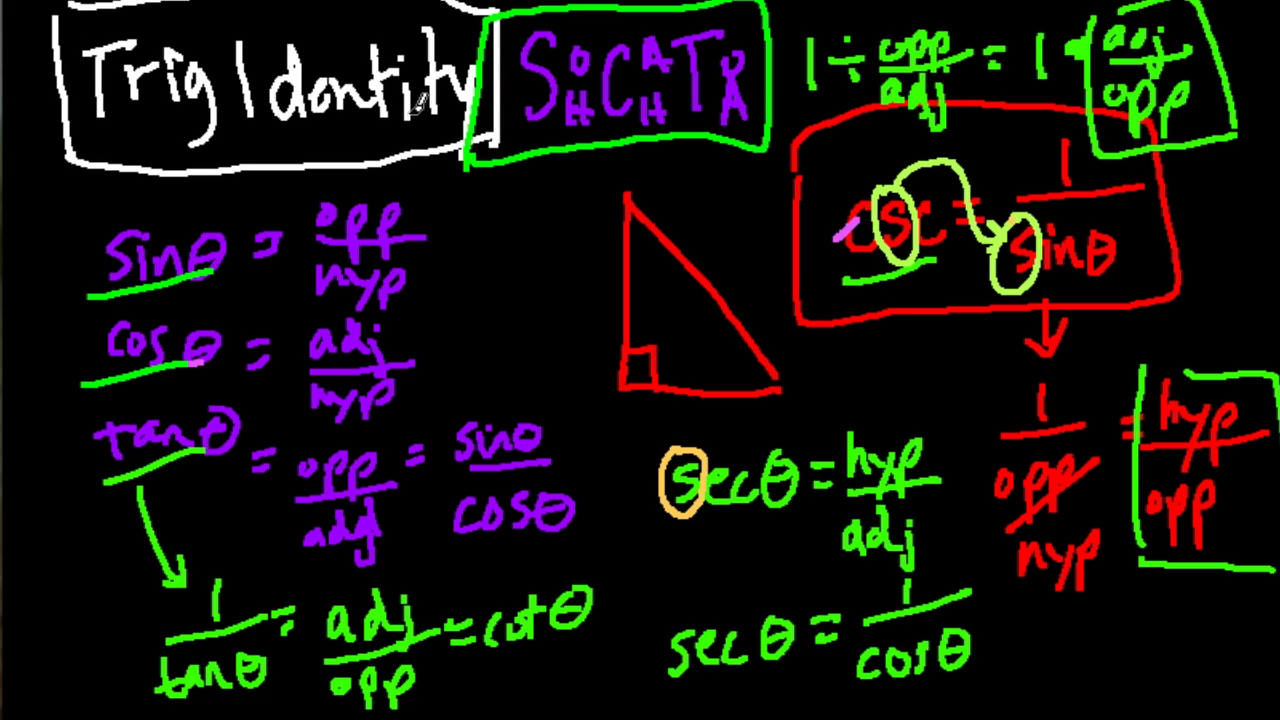 Trig Identity
SOH CAH TOA
1 ÷ opp/adj = 1 · adj/opp
csc = 1/sinθ
sinθ = opp/hyp
cosθ = adj/hyp
tanθ = opp/adj = sinθ/cosθ
1/(opp/hyp) = hyp/opp
secθ = hyp/adj
1/tanθ = adj/opp = cotθ
secθ = 1/cosθ